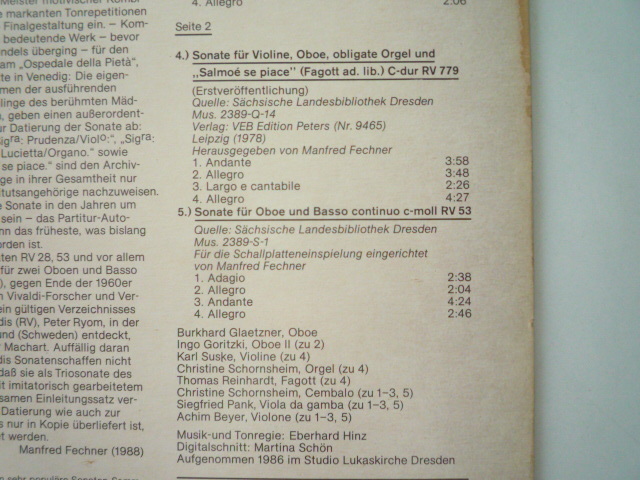 Meister motivischer Kombi-
e markanten Tonrepetitionen
Finalgestaltung ein. – Kom-
bedeutende Werk – bevor
ndels überging – für den
am „Ospedale della Pietà",
te in Venedig: Die eigen-
men der ausführenden
linge des berühmten Mäd-
, geben einen außerordent-
ur Datierung der Sonate ab:
Sigra: Prudenza/Violo:", „Sigra:
Lucietta/Organo." sowie
se piace." sind den Archiv-
ge in ihrer Gesamtheit nur
tutsangehörige nachzuweisen.
e Sonate in den Jahren um
sein – das Partitur-Auto-
nn das früheste, was bislang
orden ist.
ten RV 28, 53 und vor allem
für zwei Oboen und Basso
), gegen Ende der 1960er
n Vivaldi-Forscher und Ver-
ein gültigen Verzeichnisses
dis (RV), Peter Ryom, in der
und (Schweden) entdeckt,
Machart. Auffällig daran
dis Sonatenschaffen nicht
daß sie als Triosonate des
it imitatorisch gearbeitetem
samen Einleitungssatz ver-
Datierung wie auch zur
s nur in Kopie überliefert ist,
t werden.
Manfred Fechner (1988)
4. Allegro 2:06
Seite 2
4.) Sonate für Violine, Oboe, obligate Orgel und
„Salmoè se piace" (Fagott ad. lib.) C-dur RV 779
(Erstveröffentlichung)
Quelle: Sächsische Landesbibliothek Dresden
Mus. 2389-Q-14
Verlag: VEB Edition Peters (Nr. 9465)
Leipzig (1978)
Herausgegeben von Manfred Fechner
1. Andante 3:58
2. Allegro 3:48
3. Largo e cantabile 2:26
4. Allegro 4:27
5.) Sonate für Oboe und Basso continuo c-moll RV 53
Quelle: Sächsische Landesbibliothek Dresden
Mus. 2389-S-1
Für die Schallplatteneinspielung eingerichtet
von Manfred Fechner
1. Adagio 2:38
2. Allegro 2:04
3. Andante 4:24
4. Allegro 2:46
Burkhard Glaetzner, Oboe
Ingo Goritzki, Oboe II (zu 2)
Karl Suske, Violine (zu 4)
Christine Schornsheim, Orgel (zu 4)
Thomas Reinhardt, Fagott (zu 4)
Christine Schornsheim, Cembalo (zu 1–3, 5)
Siegfried Pank, Viola da gamba (zu 1–3, 5)
Achim Beyer, Violone (zu 1–3, 5)
Musik-und Tonregie: Eberhard Hinz
Digitalschnitt: Martina Schön
Aufgenommen 1986 im Studio Lukaskirche Dresden